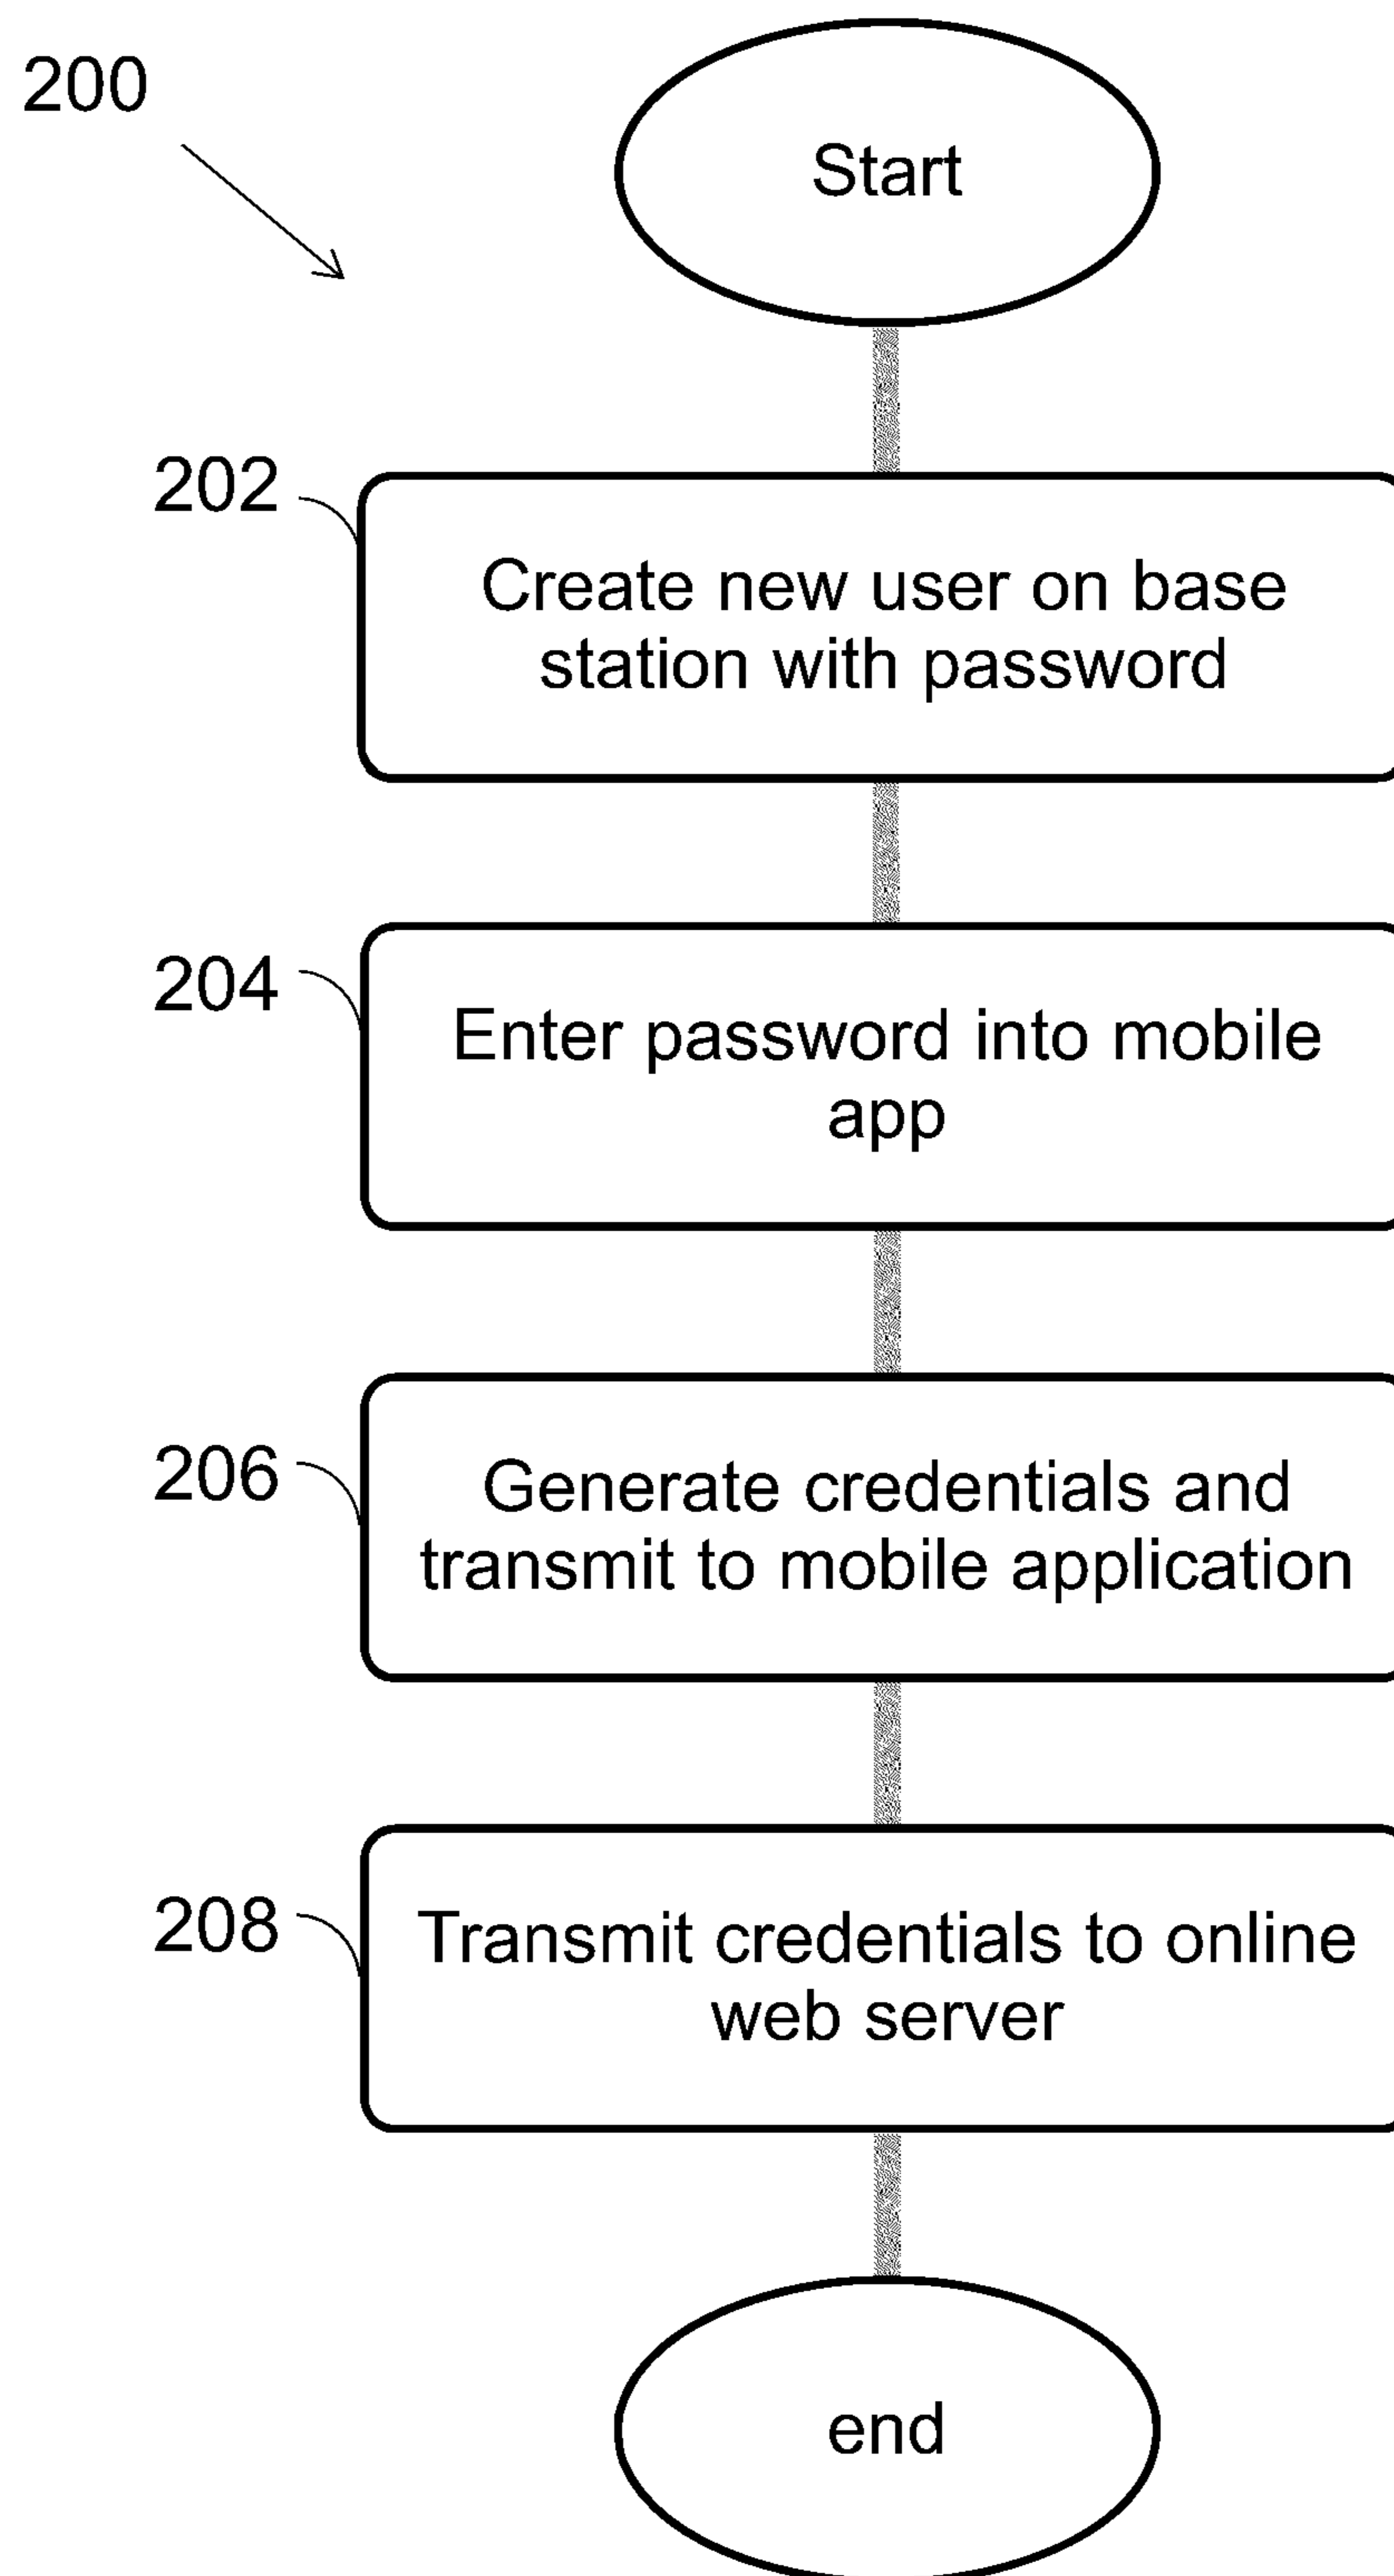 200
Start
202
Create new user on base
station with password
204
Enter password into mobile
app
206
Generate credentials and
transmit to mobile application
208
Transmit credentials to online
web server
end